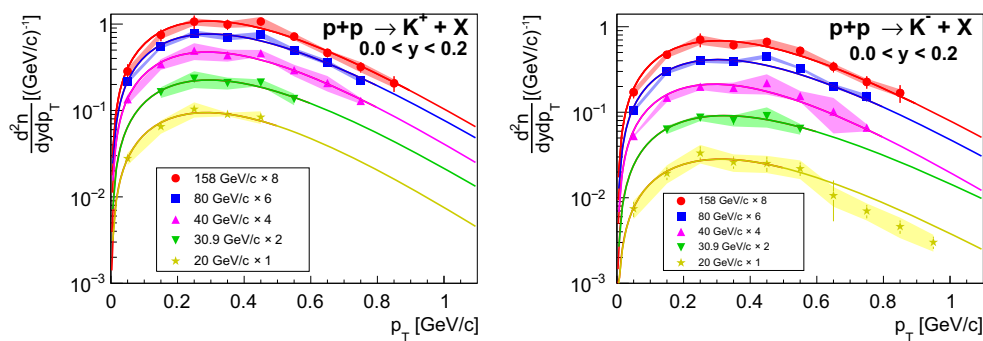 p+p → K⁺ + X
0.0 < y < 0.2
d²n/dydp_T [(GeV/c)⁻¹]
1
10⁻¹
10⁻²
10⁻³
158 GeV/c × 8
80 GeV/c × 6
40 GeV/c × 4
30.9 GeV/c × 2
20 GeV/c × 1
0 0.2 0.4 0.6 0.8 1
p_T [GeV/c]
p+p → K⁻ + X
0.0 < y < 0.2
d²n/dydp_T [(GeV/c)⁻¹]
1
10⁻¹
10⁻²
10⁻³
158 GeV/c × 8
80 GeV/c × 6
40 GeV/c × 4
30.9 GeV/c × 2
20 GeV/c × 1
0 0.2 0.4 0.6 0.8 1
p_T [GeV/c]